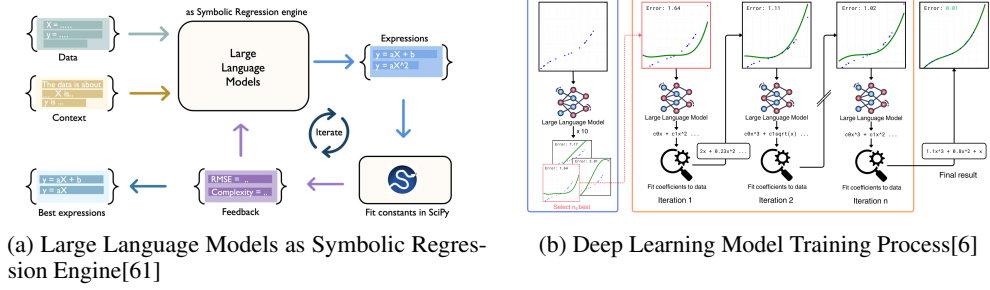 as Symbolic Regression engine
X = .....
y = ....
Data
The data is about
... X is...
y is ...
Context
Large
Language
Models
Expressions
y = aX + b
y = aX^2
Iterate
y = aX + b
y = aX
Best expressions
RMSE = ..
Complexity = ..
Feedback
S
Fit constants in SciPy
(a) Large Language Models as Symbolic Regres-
sion Engine[61]
Large Language Model
x 10
Error: 1.64
Select n₀ best
Error: 1.64
Large Language Model
c0x + c1x^2 ...
Fit coefficients to data
Iteration 1
2x + 0.23x^2 ...
Error: 1.11
Large Language Model
c0x^3 + c1sqrt(x) ...
Fit coefficients to data
Iteration 2
Error: 1.02
Large Language Model
c0x^3 + c1x^2 ...
Fit coefficients to data
Iteration n
1.1x^3 + 0.8x^2 + x
Error: 0.01
Final result
(b) Deep Learning Model Training Process[6]